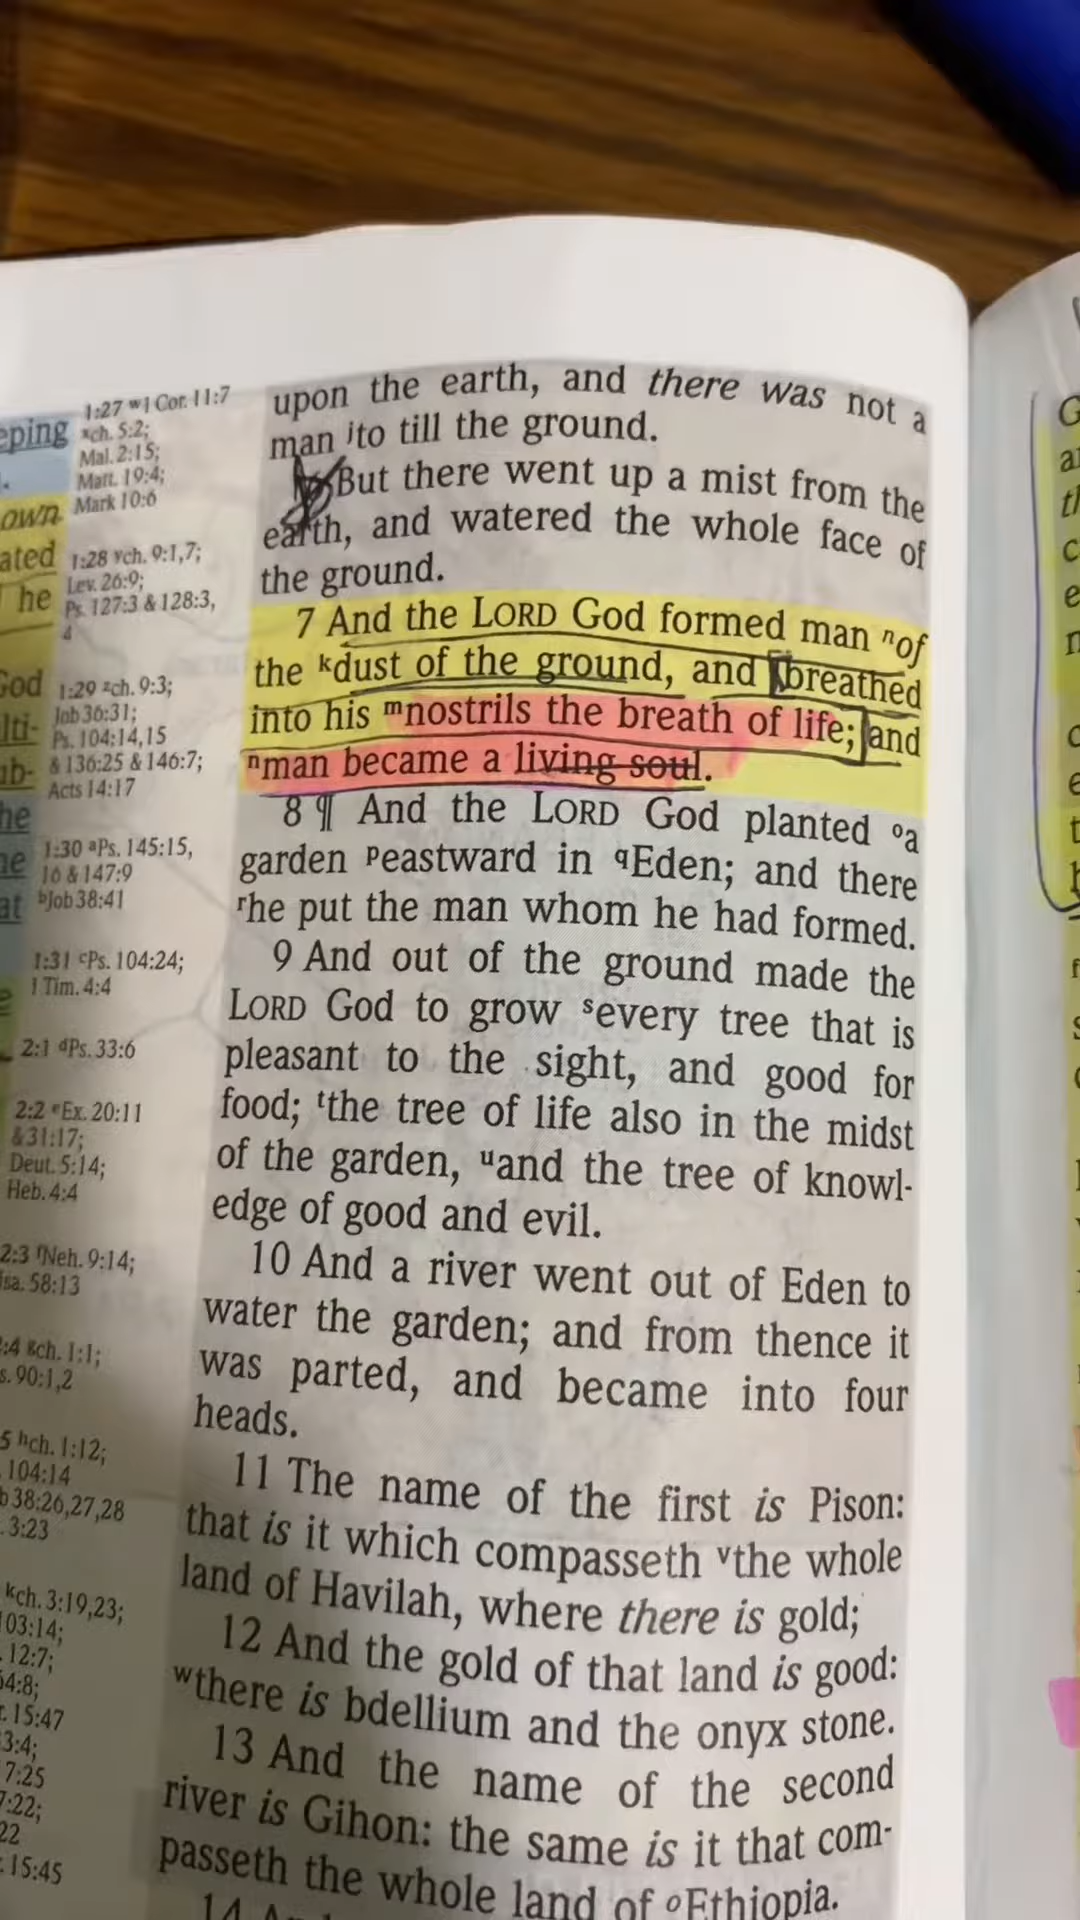 eping
own
ated
he
God
1:27 w1 Cor. 11:7
xch. 5:2;
Mal. 2:15;
Matt. 19:4;
Mark 10:6
1:28 ych. 9:1,7;
Lev. 26:9;
Ps. 127:3 & 128:3,
4
1:29 zch. 9:3;
Job 36:31;
Ps. 104:14,15
& 136:25 & 146:7;
Acts 14:17
1:30 aPs. 145:15,
16 & 147:9
bJob 38:41
1:31 cPs. 104:24;
1 Tim. 4:4
2:1 dPs. 33:6
2:2 eEx. 20:11
& 31:17;
Deut. 5:14;
Heb. 4:4
2:3 fNeh. 9:14;
Isa. 58:13
:4 gch. 1:1;
s. 90:1,2
5 hch. 1:12;
104:14
b 38:26,27,28
3:23
kch. 3:19,23;
103:14;
12:7;
64:8;
15:47
3:4;
7:25
7:22;
22
15:45
upon the earth, and there was not a
man jto till the ground.
But there went up a mist from the
earth, and watered the whole face of
the ground.
7 And the LORD God formed man nof
the kdust of the ground, and breathed
into his mnostrils the breath of life; and
nman became a living soul.
8 ¶ And the LORD God planted oa
garden Peastward in qEden; and there
rhe put the man whom he had formed.
9 And out of the ground made the
LORD God to grow severy tree that is
pleasant to the sight, and good for
food; tthe tree of life also in the midst
of the garden, uand the tree of knowl-
edge of good and evil.
10 And a river went out of Eden to
water the garden; and from thence it
was parted, and became into four
heads.
11 The name of the first is Pison:
that is it which compasseth vthe whole
land of Havilah, where there is gold;
12 And the gold of that land is good:
wthere is bdellium and the onyx stone.
13 And the name of the second
river is Gihon: the same is it that com-
passeth the whole land of oEthiopia.
14